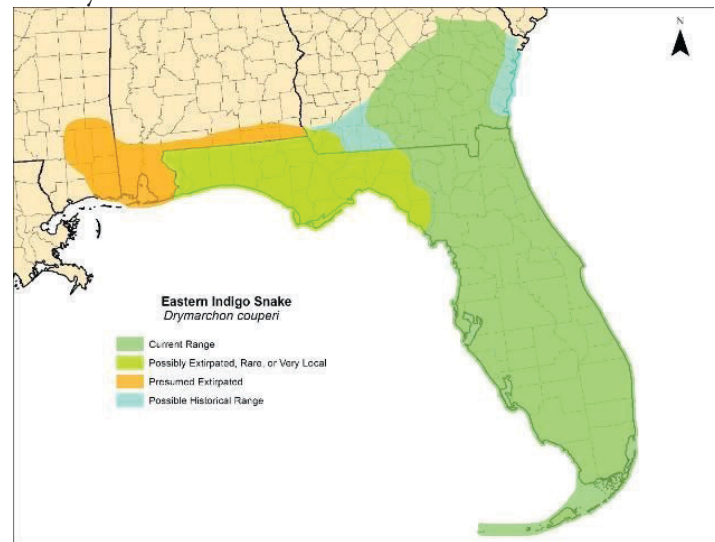 N
Eastern Indigo Snake
Drymarchon couperi
Current Range
Possibly Extirpated, Rare, or Very Local
Presumed Extirpated
Possible Historical Range